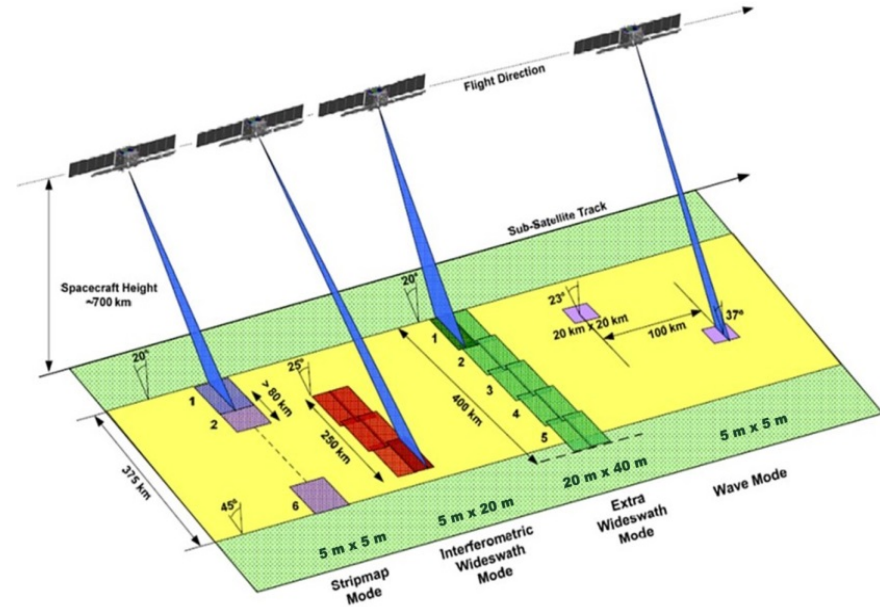 Flight Direction
Sub-Satellite Track
Spacecraft Height
~700 km
20°
20°
23°
37°
20 km x 20 km
100 km
1
2
3
4
5
400 km
25°
20°
1
2
> 80 km
250 km
375 km
45°
6
5 m x 5 m
5 m x 20 m
20 m x 40 m
5 m x 5 m
Stripmap
Mode
Interferometric
Wideswath
Mode
Extra
Wideswath
Mode
Wave Mode